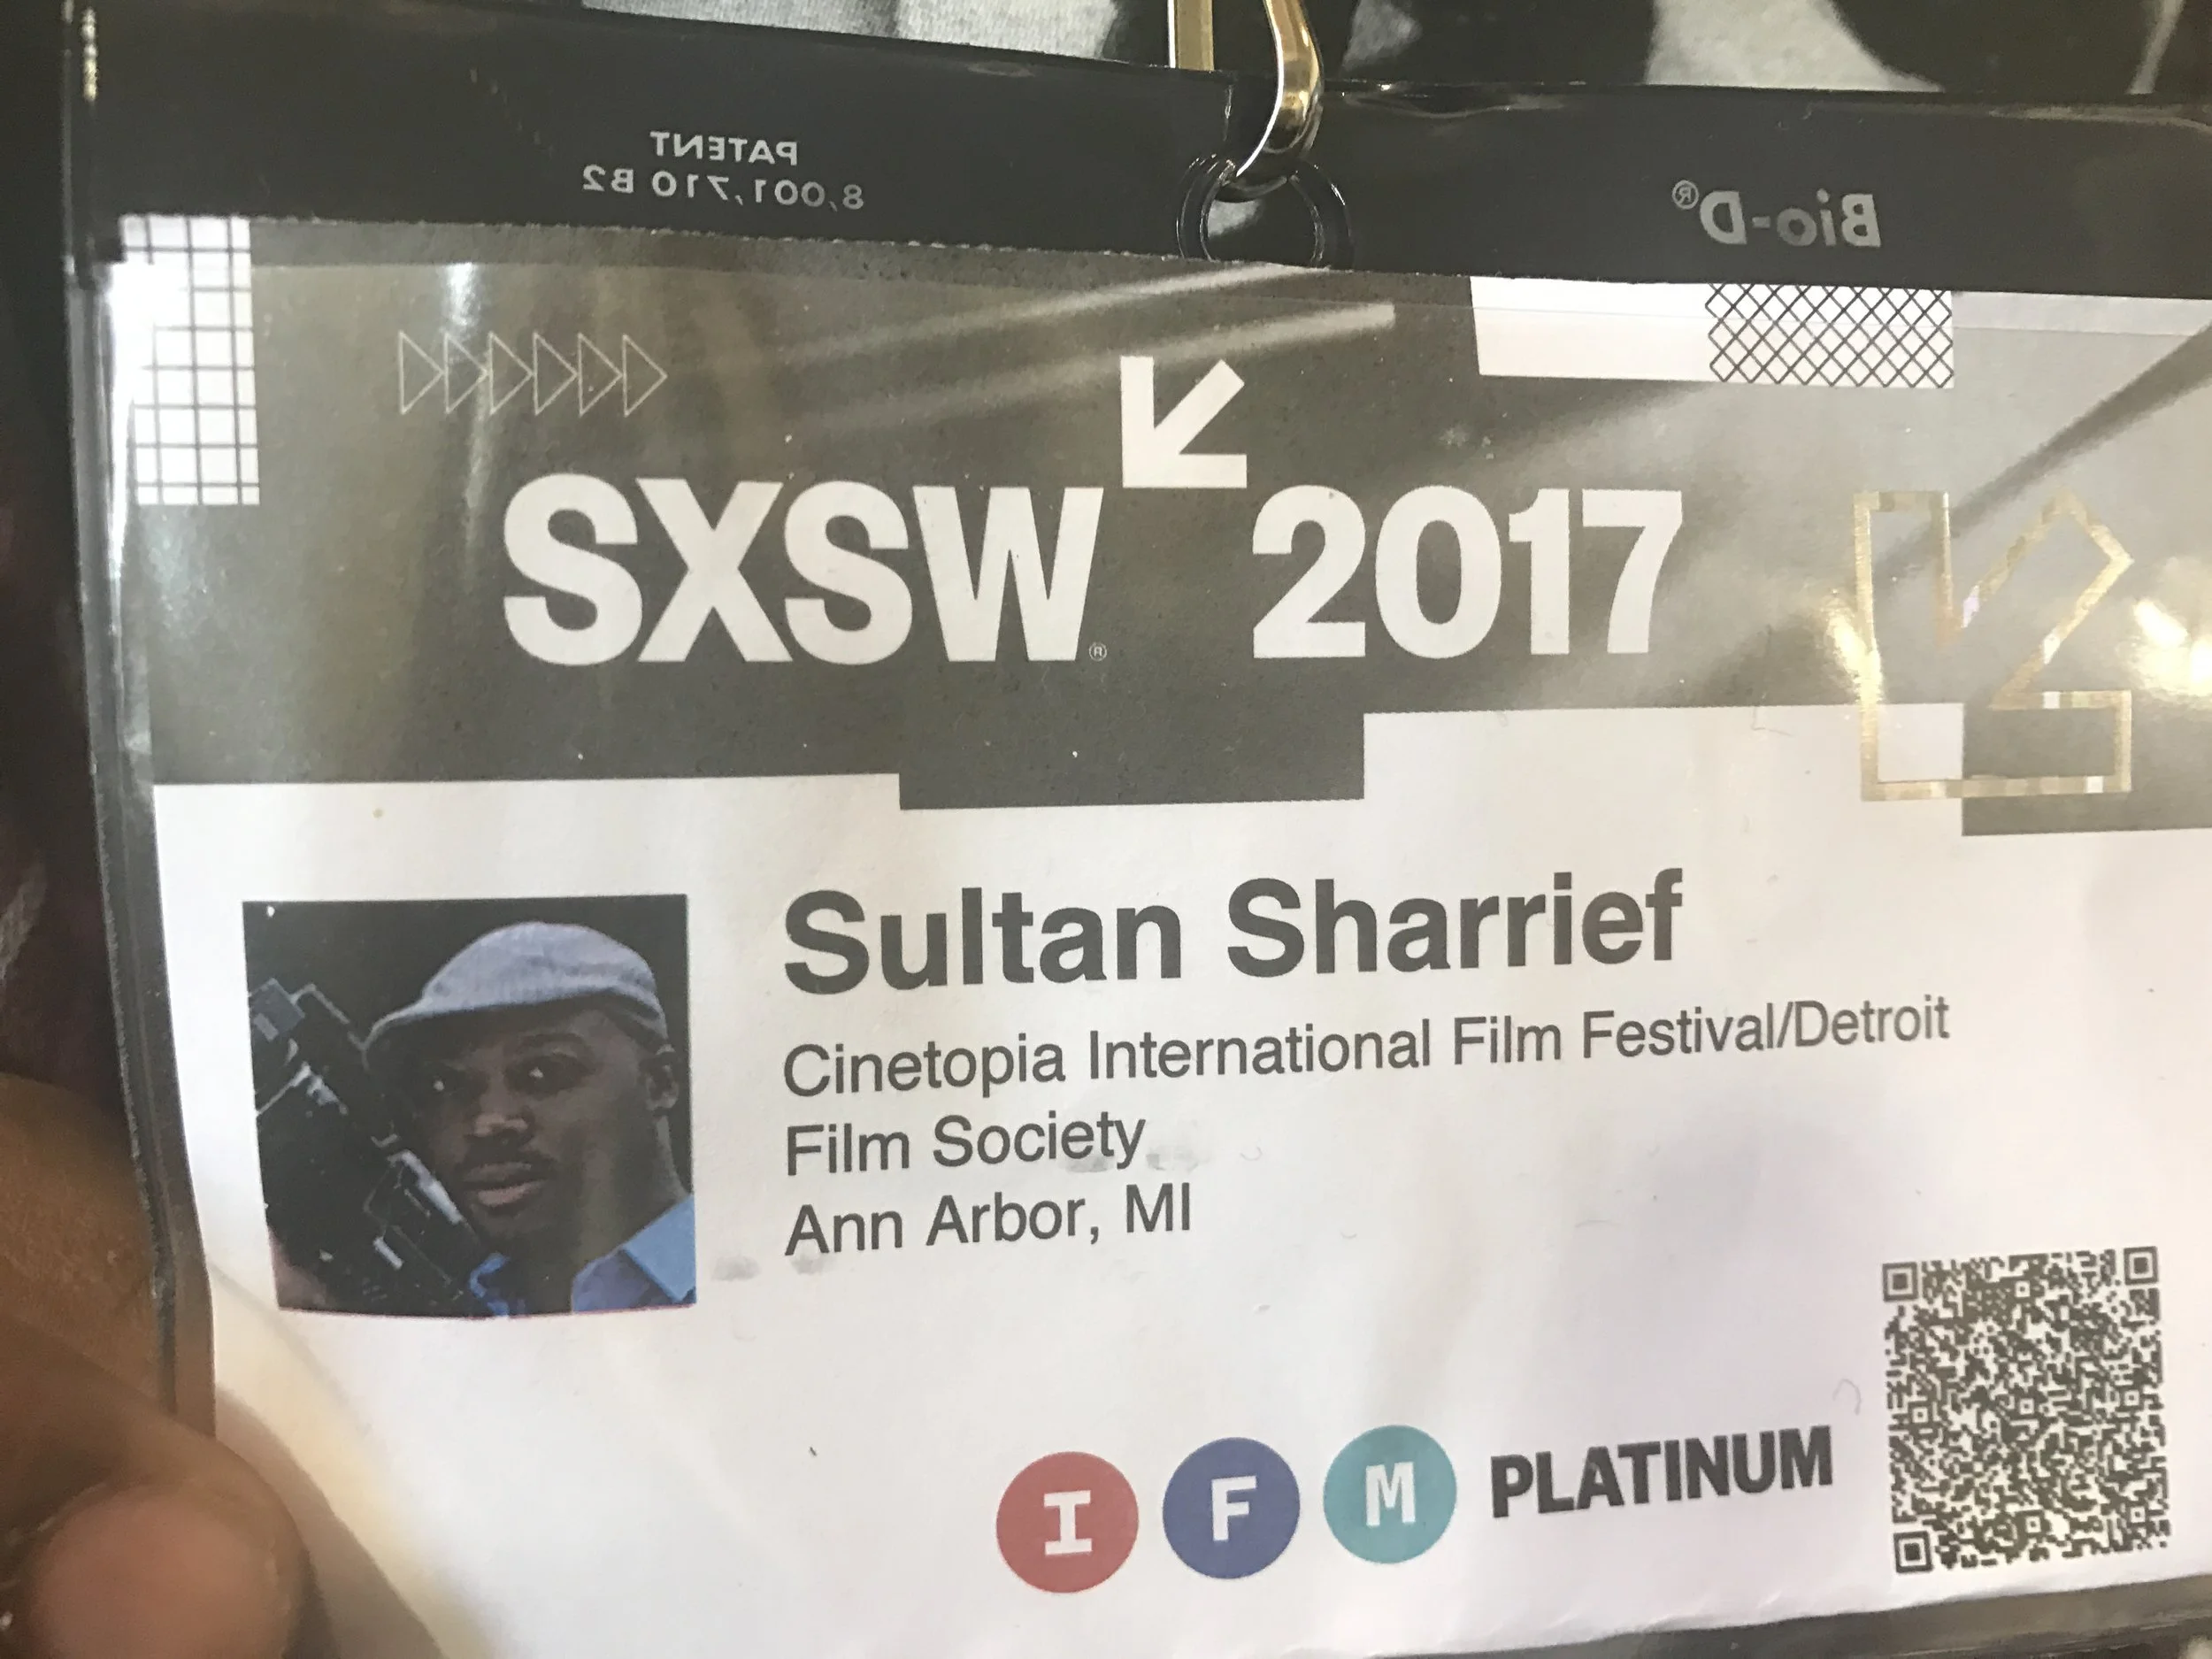 PATENT
8,001,710 B2
Bio-D®
SXSW® 2017
Sultan Sharrief
Cinetopia International Film Festival/Detroit
Film Society
Ann Arbor, MI
I F M PLATINUM